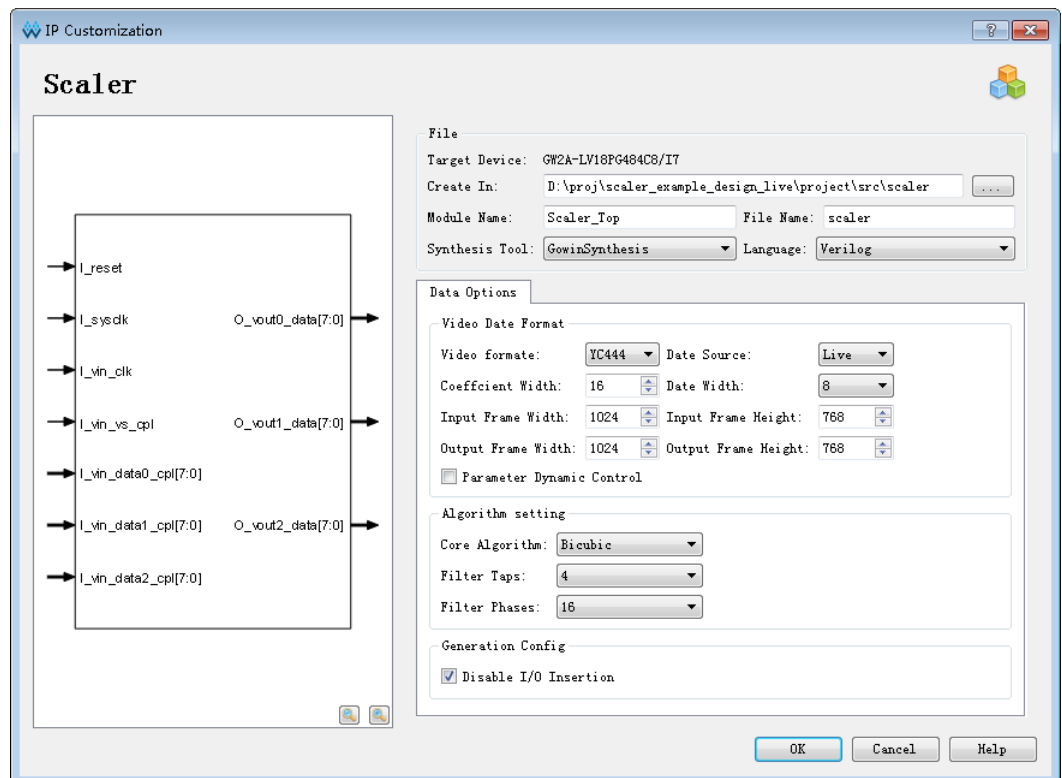 IP Customization
Scaler
I_reset
I_sysclk
O_vout0_data[7:0]
I_vin_clk
I_vin_vs_cpl
O_vout1_data[7:0]
I_vin_data0_cpl[7:0]
I_vin_data1_cpl[7:0]
O_vout2_data[7:0]
I_vin_data2_cpl[7:0]
File
Target Device: GW2A-LV18PG484C8/I7
Create In: D:\proj\scaler_example_design_live\project\src\scaler ...
Module Name: Scaler_Top File Name: scaler
Synthesis Tool: GowinSynthesis Language: Verilog
Data Options
Video Date Format
Video formate: YC444 Date Source: Live
Coeffcient Width: 16 Date Width: 8
Input Frame Width: 1024 Input Frame Height: 768
Output Frame Width: 1024 Output Frame Height: 768
Parameter Dynamic Control
Algorithm setting
Core Algorithm: Bicubic
Filter Taps: 4
Filter Phases: 16
Generation Config
Disable I/O Insertion
OK Cancel Help